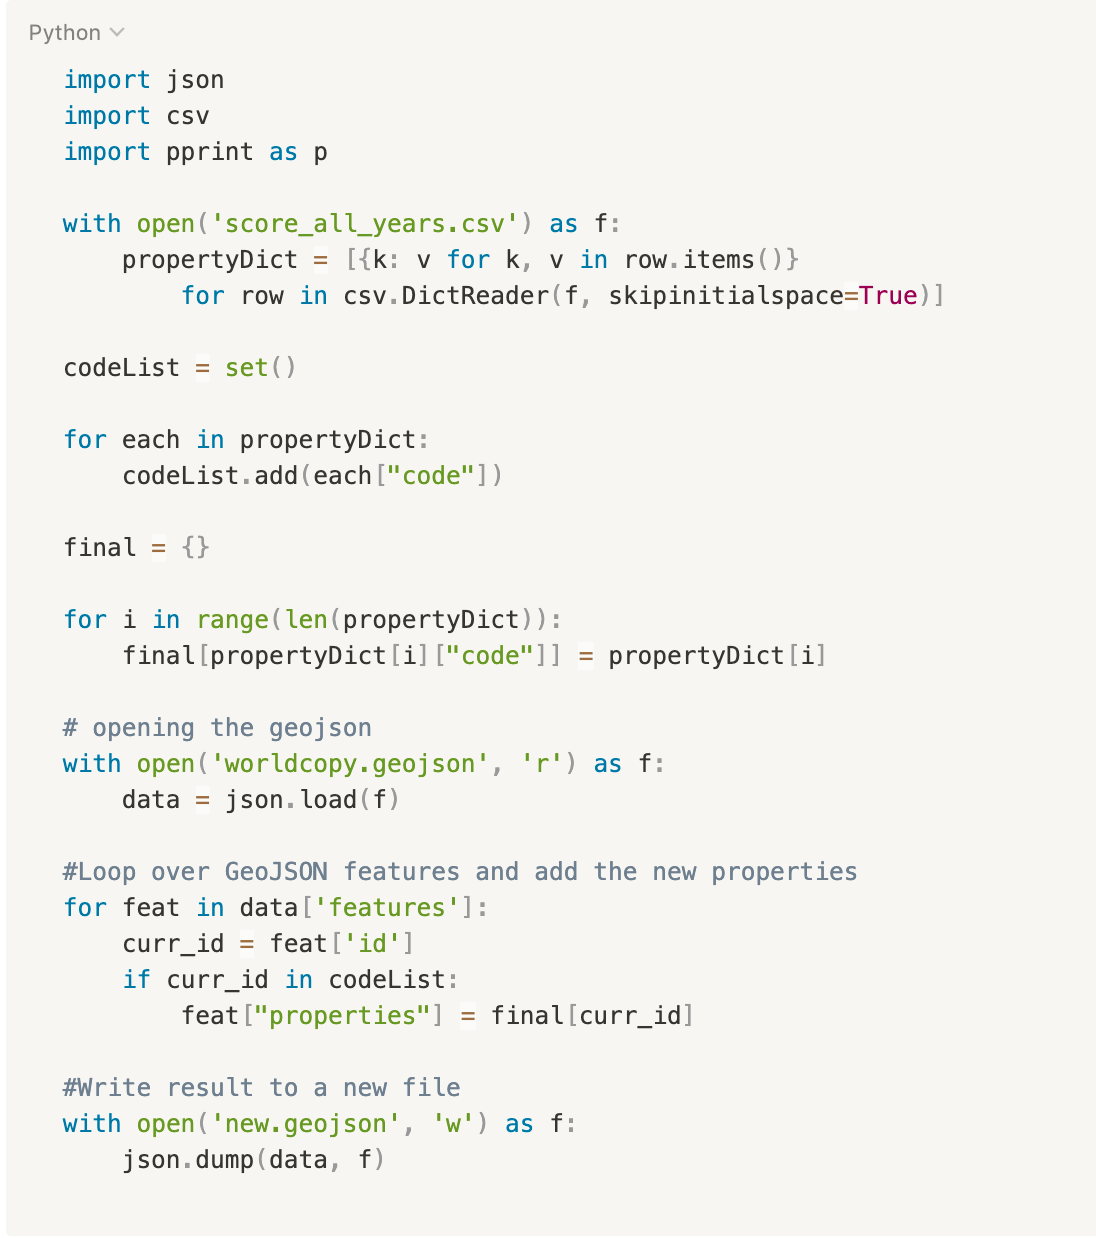 Python
import json
import csv
import pprint as p
with open('score_all_years.csv') as f:
    propertyDict = [{k: v for k, v in row.items()}
        for row in csv.DictReader(f, skipinitialspace=True)]
codeList = set()
for each in propertyDict:
    codeList.add(each["code"])
final = {}
for i in range(len(propertyDict)):
    final[propertyDict[i]["code"]] = propertyDict[i]
# opening the geojson
with open('worldcopy.geojson', 'r') as f:
    data = json.load(f)
#Loop over GeoJSON features and add the new properties
for feat in data['features']:
    curr_id = feat['id']
    if curr_id in codeList:
        feat["properties"] = final[curr_id]
#Write result to a new file
with open('new.geojson', 'w') as f:
    json.dump(data, f)